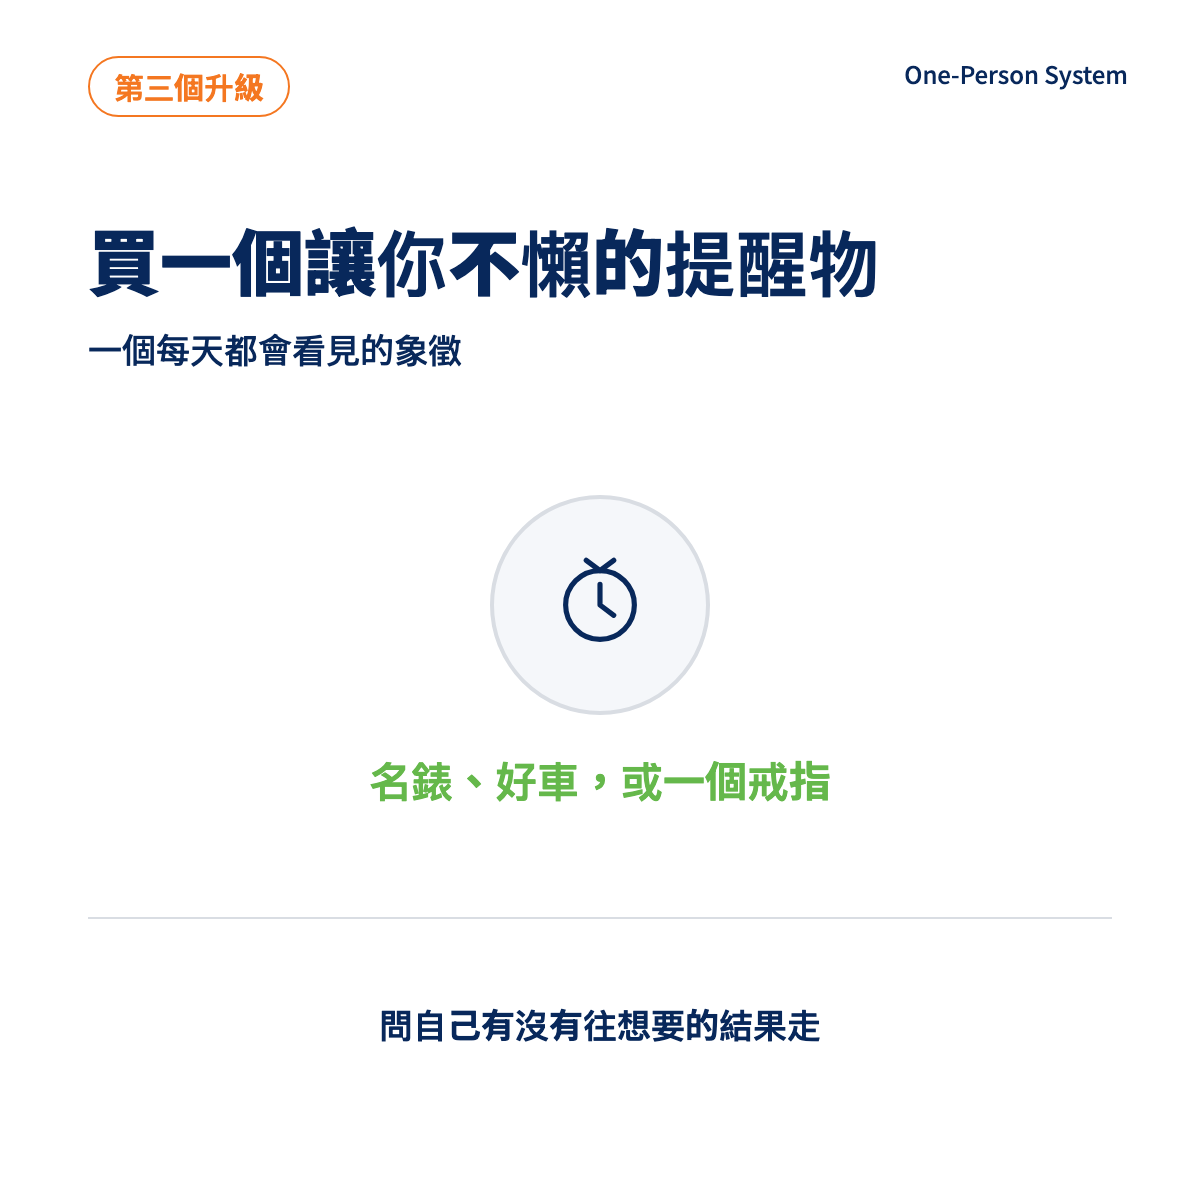 第三個升級
One-Person System
買一個讓你不懶的提醒物
一個每天都會看見的象徵
名錶、好車，或一個戒指
問自己有沒有往想要的結果走